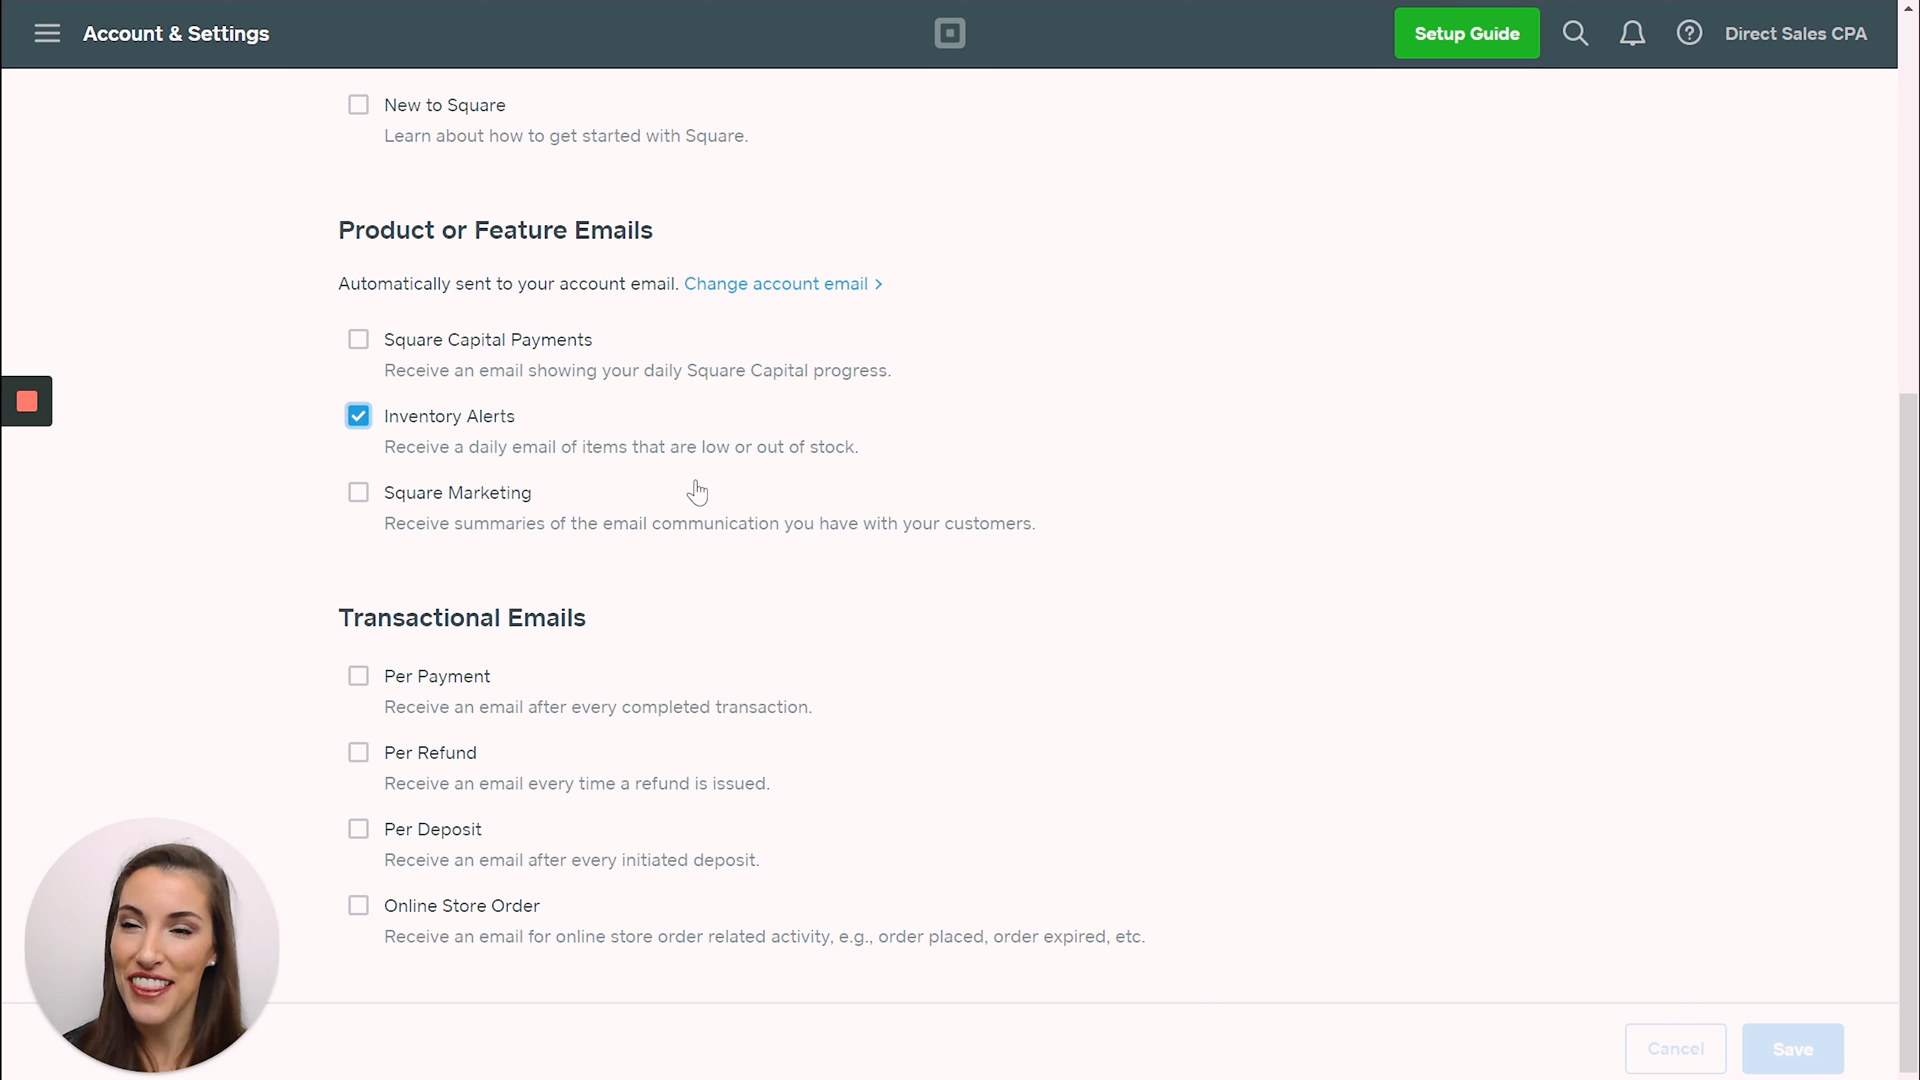 Account & Settings
Setup Guide
Direct Sales CPA
New to Square
Learn about how to get started with Square.
Product or Feature Emails
Automatically sent to your account email. Change account email >
Square Capital Payments
Receive an email showing your daily Square Capital progress.
Inventory Alerts
Receive a daily email of items that are low or out of stock.
Square Marketing
Receive summaries of the email communication you have with your customers.
Transactional Emails
Per Payment
Receive an email after every completed transaction.
Per Refund
Receive an email every time a refund is issued.
Per Deposit
Receive an email after every initiated deposit.
Online Store Order
Receive an email for online store order related activity, e.g., order placed, order expired, etc.
Cancel
Save